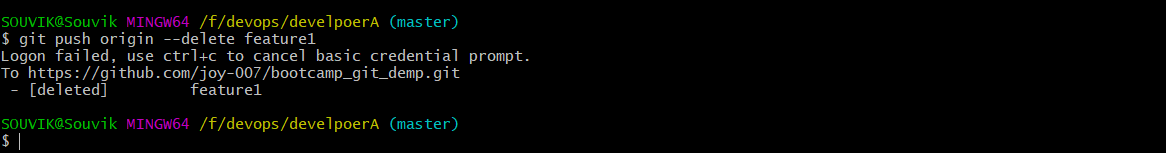 SOUVIK@Souvik MINGW64 /f/devops/develpoerA (master)
$ git push origin --delete feature1
Logon failed, use ctrl+c to cancel basic credential prompt.
To https://github.com/joy-007/bootcamp_git_demp.git
 - [deleted]         feature1
SOUVIK@Souvik MINGW64 /f/devops/develpoerA (master)
$